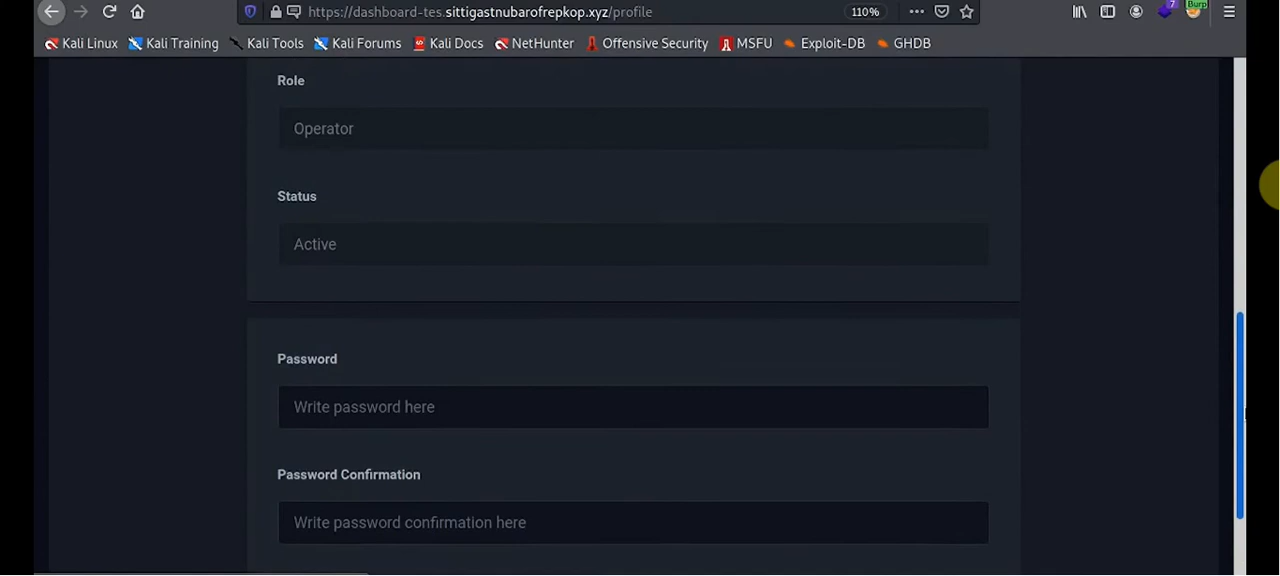 https://dashboard-tes.sittigastnubarofrepkop.xyz/profile
110%
7
Burp
Kali Linux
Kali Training
Kali Tools
Kali Forums
Kali Docs
NetHunter
Offensive Security
MSFU
Exploit-DB
GHDB
Role
Operator
Status
Active
Password
Write password here
Password Confirmation
Write password confirmation here